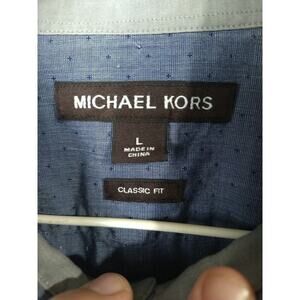 MICHAEL KORS
L
MADE IN
CHINA
CLASSIC FIT